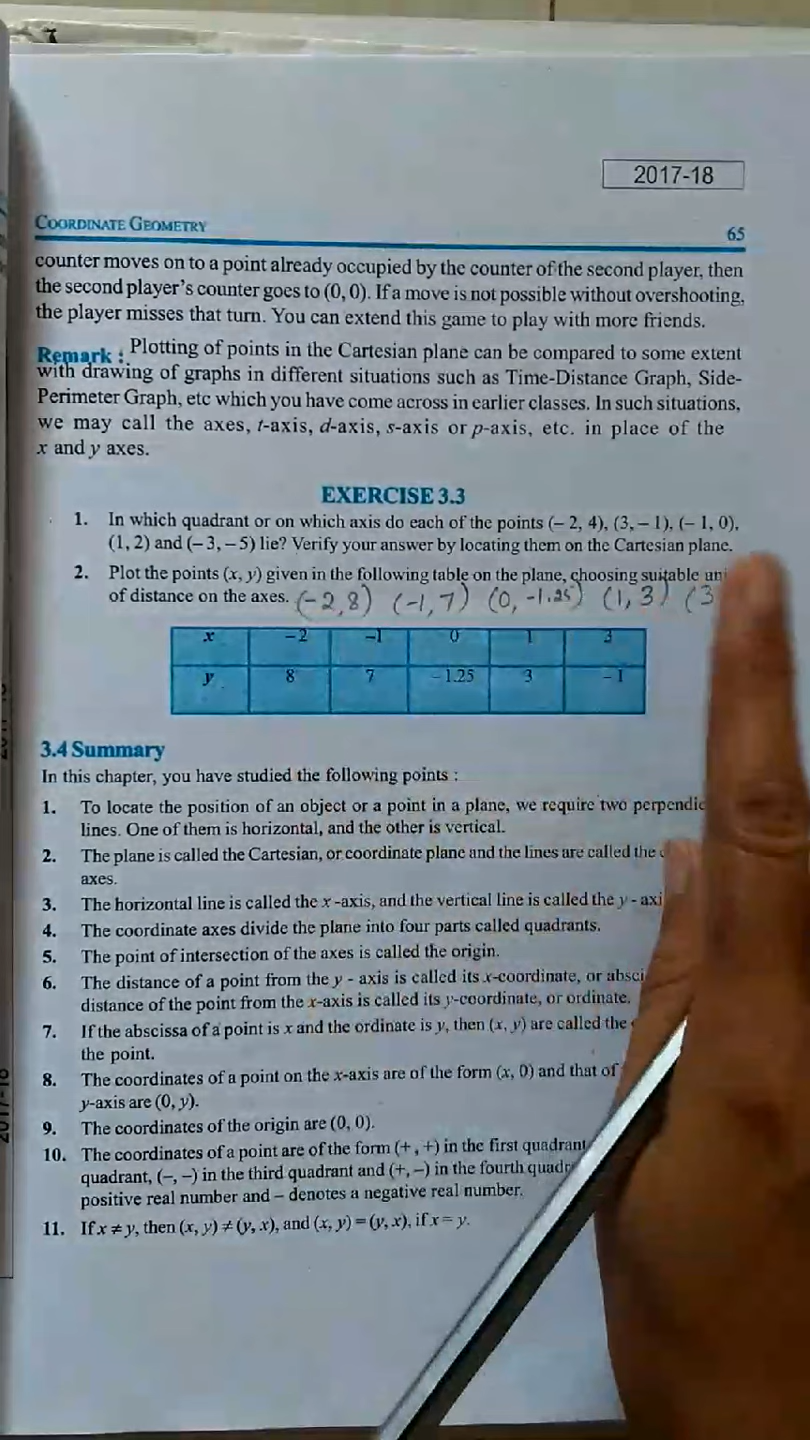 2017-18
COORDINATE GEOMETRY 65
counter moves on to a point already occupied by the counter of the second player, then
the second player's counter goes to (0, 0). If a move is not possible without overshooting,
the player misses that turn. You can extend this game to play with more friends.
Remark : Plotting of points in the Cartesian plane can be compared to some extent
with drawing of graphs in different situations such as Time-Distance Graph, Side-
Perimeter Graph, etc which you have come across in earlier classes. In such situations,
we may call the axes, t-axis, d-axis, s-axis or p-axis, etc. in place of the
x and y axes.
EXERCISE 3.3
1. In which quadrant or on which axis do each of the points (– 2, 4), (3, – 1), (– 1, 0),
(1, 2) and (– 3, – 5) lie? Verify your answer by locating them on the Cartesian plane.
2. Plot the points (x, y) given in the following table on the plane, choosing suitable
of distance on the axes. (-2,8) (-1,7) (0, -1.25) (1, 3) (3
x – 2 – 1 0 1 3
y 8 7 – 1.25 3 – 1
3.4 Summary
In this chapter, you have studied the following points :
1. To locate the position of an object or a point in a plane, we require two
lines. One of them is horizontal, and the other is vertical.
2. The plane is called the Cartesian, or coordinate plane and the lines are called the
axes.
3. The horizontal line is called the x -axis, and the vertical line is called the y -
4. The coordinate axes divide the plane into four parts called quadrants.
5. The point of intersection of the axes is called the origin.
6. The distance of a point from the y - axis is called its x-coordinate, or
distance of the point from the x-axis is called its y-coordinate, or ordinate.
7. If the abscissa of a point is x and the ordinate is y, then (x, y) are called the
the point.
8. The coordinates of a point on the x-axis are of the form (x, 0) and that of
y-axis are (0, y).
9. The coordinates of the origin are (0, 0).
10. The coordinates of a point are of the form (+ , +) in the first quadrant
quadrant, (–, –) in the third quadrant and (+, –) in the fourth
positive real number and – denotes a negative real number.
11. If x ≠ y, then (x, y) ≠ (y, x), and (x, y) = (y, x), if x = y.